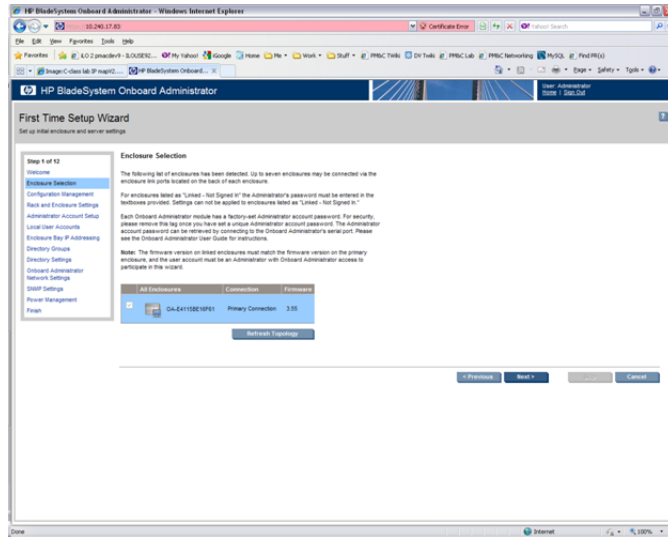 HP BladeSystem Onboard Administrator - Windows Internet Explorer
10.240.17.83
Certificate Error
Yahoo! Search
File Edit View Favorites Tools Help
Favorites
My Yahoo!
Google
Home
Me
Work
Stuff
PM&C TWiki
DV Twiki
PM&C Lab
PM&C Networking
MySQL
HP BladeSystem Onboard...
Page Safety Tools
HP BladeSystem Onboard Administrator
User: Administrator
Home | Sign Out
First Time Setup Wizard
Set up initial enclosure and server settings
Step 1 of 12
Welcome
Enclosure Selection
Configuration Management
Rack and Enclosure Settings
Administrator Account Setup
Local User Accounts
Enclosure Bay IP Addressing
Directory Groups
Directory Settings
Onboard Administrator
Network Settings
SNMP Settings
Power Management
Finish
Enclosure Selection
The following list of enclosures has been detected. Up to seven enclosures may be connected via the
enclosure link ports located on the back of each enclosure.
For enclosures listed as "Linked - Not Signed In" the Administrator's password must be entered in the
textboxes provided. Settings can not be applied to enclosures listed as "Linked - Not Signed In."
Each Onboard Administrator module has a factory-set Administrator account password. For security,
please remove this tag once you have set a unique Administrator account password. The Administrator
account password can be retrieved by connecting to the Onboard Administrator's serial port. Please
see the Onboard Administrator User Guide for instructions.
Note: The firmware version on linked enclosures must match the firmware version on the primary
enclosure, and the user account must be an Administrator with Onboard Administrator access to
participate in this wizard.
All Enclosures Connection Firmware
OA-E4115BE16F61 Primary Connection 3.55
Refresh Topology
< Previous Next > Cancel
Done Internet 100%